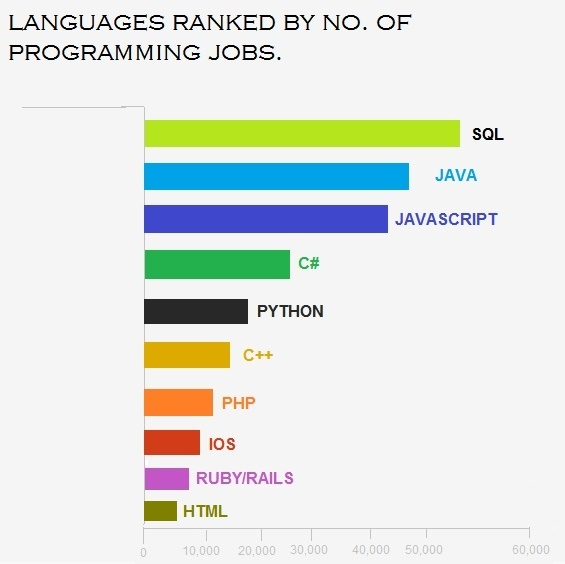 LANGUAGES RANKED BY NO. OF
PROGRAMMING JOBS.
SQL
JAVA
JAVASCRIPT
C#
PYTHON
C++
PHP
IOS
RUBY/RAILS
HTML
0 10,000 20,000 30,000 40,000 50,000 60,000